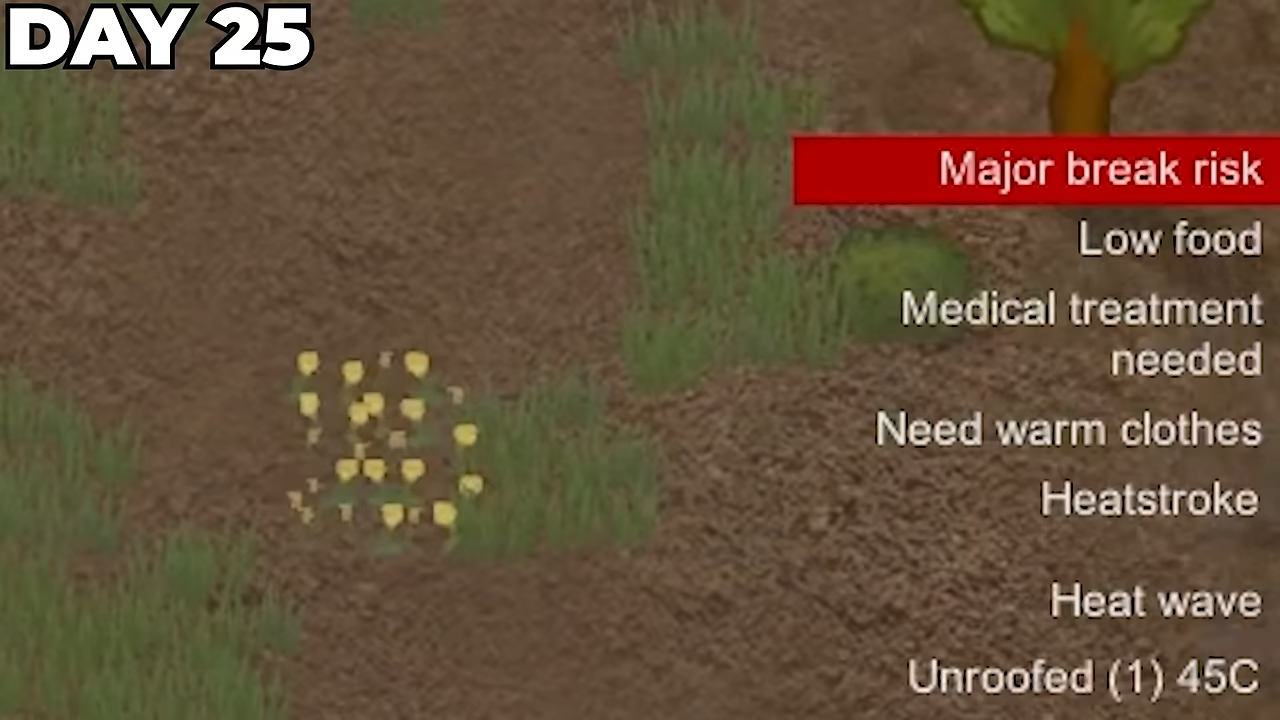 DAY 25
Major break risk
Low food
Medical treatment
needed
Need warm clothes
Heatstroke
Heat wave
Unroofed (1) 45C